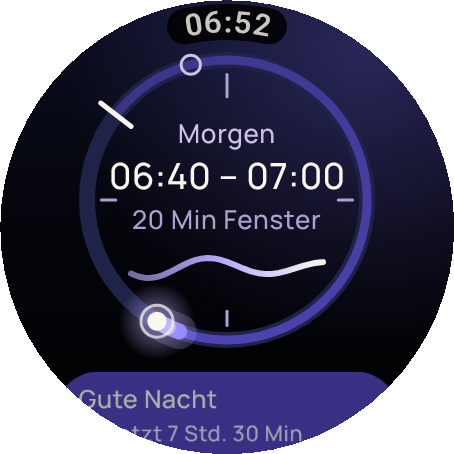 06:52
Morgen
06:40 – 07:00
20 Min Fenster
Gute Nacht
7 Std. 30 Min